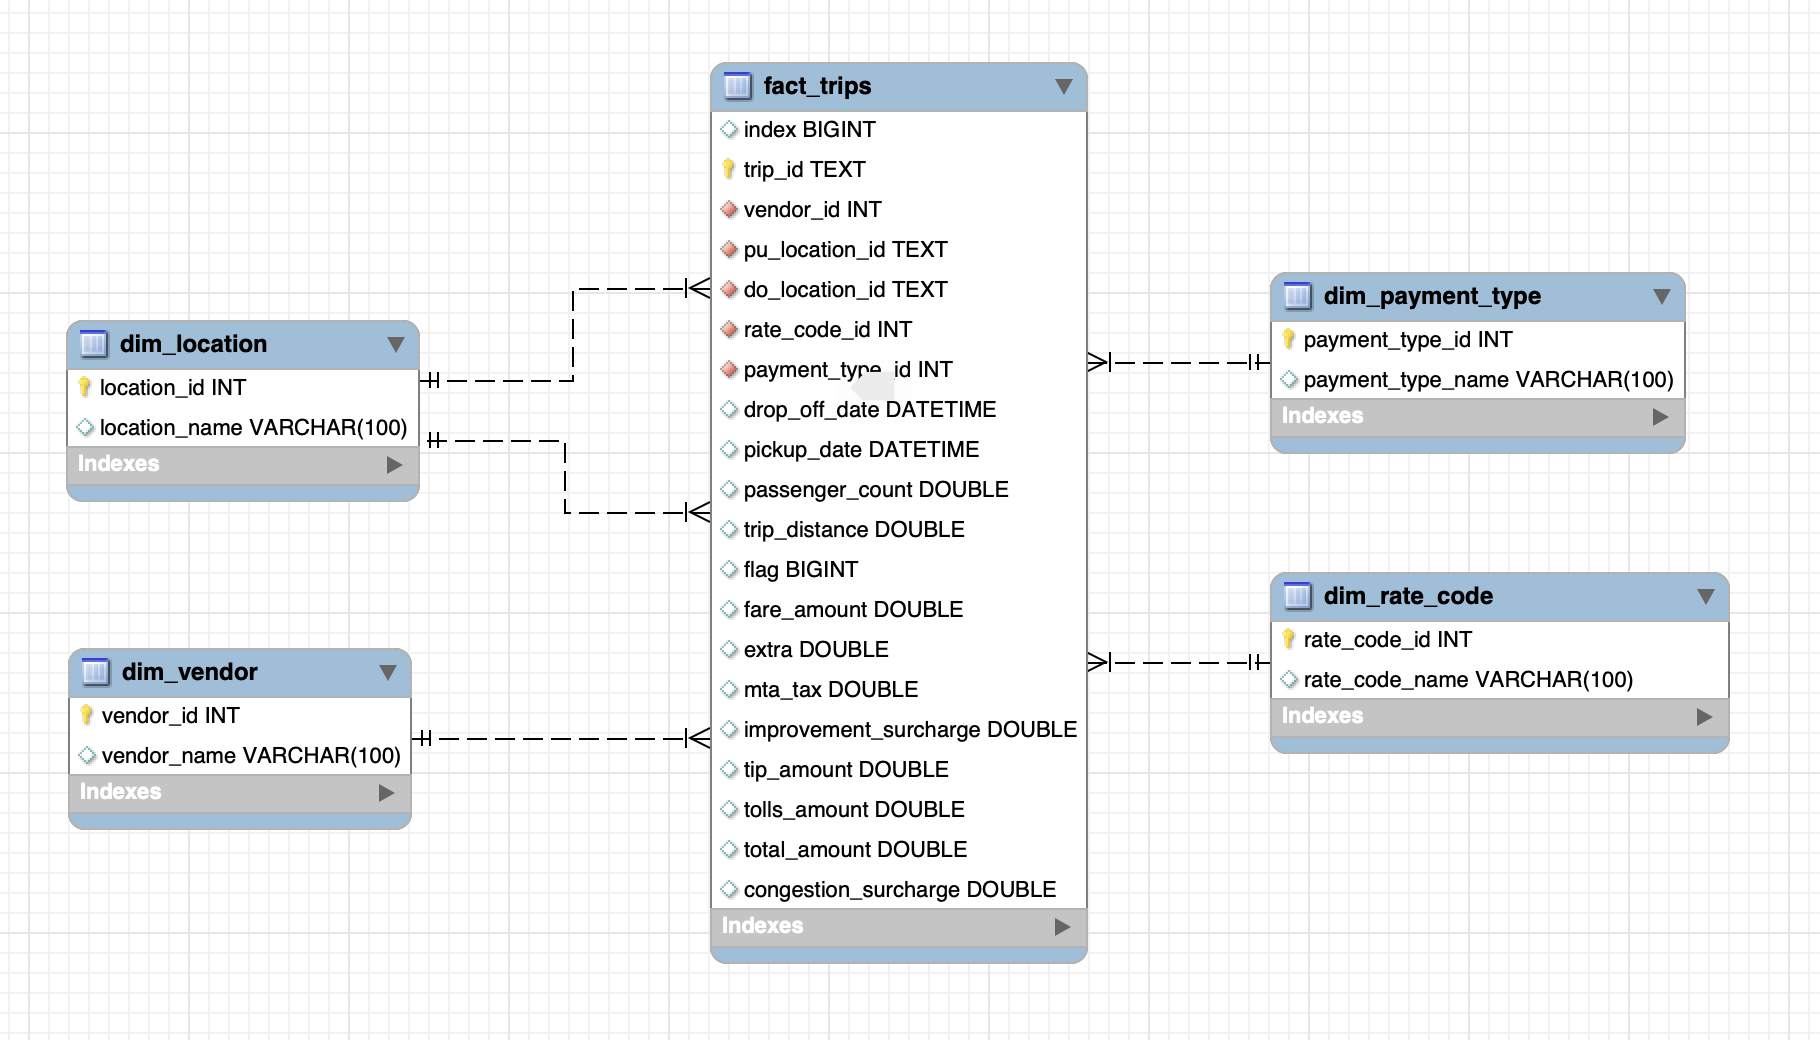 fact_trips
index BIGINT
trip_id TEXT
vendor_id INT
pu_location_id TEXT
do_location_id TEXT
rate_code_id INT
payment_type_id INT
drop_off_date DATETIME
pickup_date DATETIME
passenger_count DOUBLE
trip_distance DOUBLE
flag BIGINT
fare_amount DOUBLE
extra DOUBLE
mta_tax DOUBLE
improvement_surcharge DOUBLE
tip_amount DOUBLE
tolls_amount DOUBLE
total_amount DOUBLE
congestion_surcharge DOUBLE
Indexes
dim_location
location_id INT
location_name VARCHAR(100)
Indexes
dim_vendor
vendor_id INT
vendor_name VARCHAR(100)
Indexes
dim_payment_type
payment_type_id INT
payment_type_name VARCHAR(100)
Indexes
dim_rate_code
rate_code_id INT
rate_code_name VARCHAR(100)
Indexes